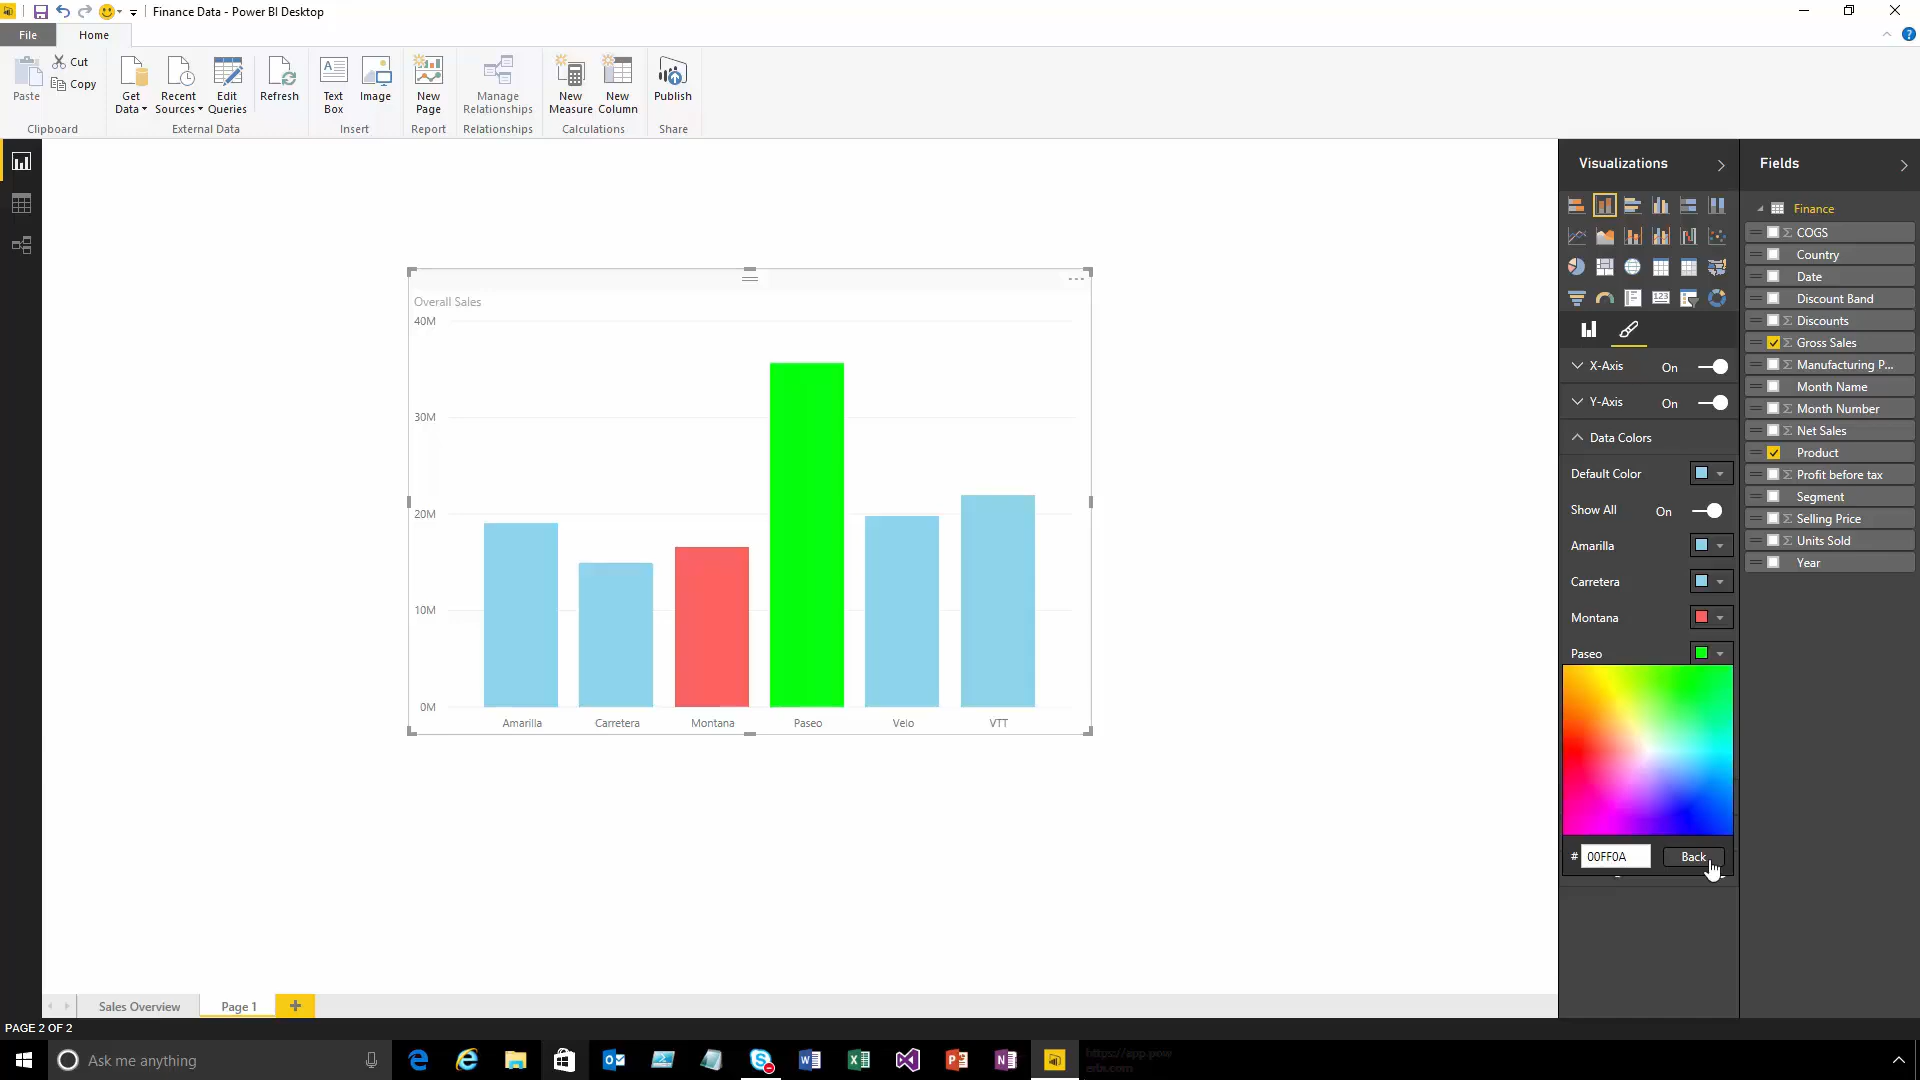 Finance Data - Power BI Desktop
File
Home
Paste
Cut
Copy
Clipboard
Get Data
Recent Sources
Edit Queries
Refresh
External Data
Text Box
Image
Insert
New Page
Report
Manage Relationships
Relationships
New Measure
New Column
Calculations
Publish
Share
Overall Sales
40M
30M
20M
10M
0M
Amarilla
Carretera
Montana
Paseo
Velo
VTT
Visualizations
X-Axis On
Y-Axis On
Data Colors
Default Color
Show All On
Amarilla
Carretera
Montana
Paseo
# 00FF0A Back
Fields
Finance
COGS
Country
Date
Discount Band
Discounts
Gross Sales
Manufacturing P...
Month Name
Month Number
Net Sales
Product
Profit before tax
Segment
Selling Price
Units Sold
Year
Sales Overview
Page 1
PAGE 2 OF 2
Ask me anything
https://app.pow
erbi.com